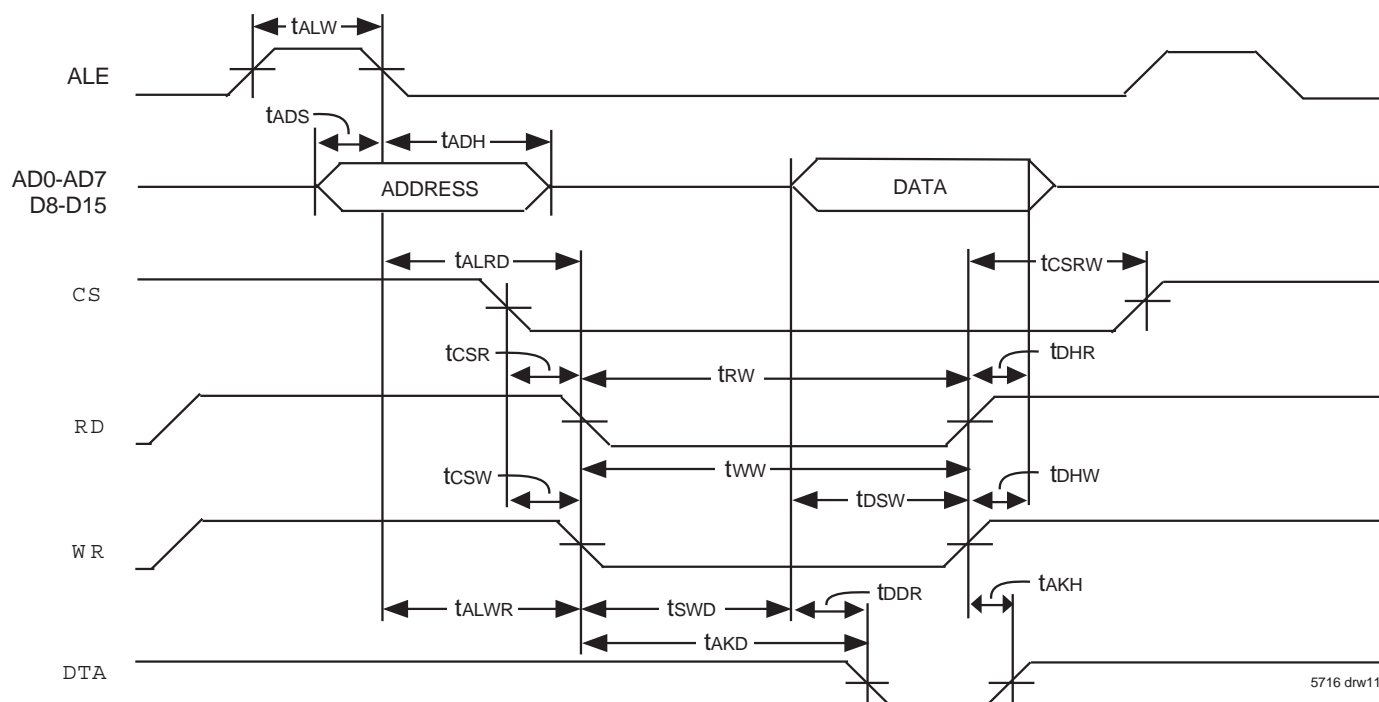 tALW
ALE
tADS
tADH
AD0-AD7
D8-D15
ADDRESS
DATA
tALRD
tCSRW
CS
tCSR
tRW
tDHR
RD
tCSW
tWW
tDHW
tDSW
WR
tALWR
tSWD
tDDR
tAKH
tAKD
DTA
5716 drw11